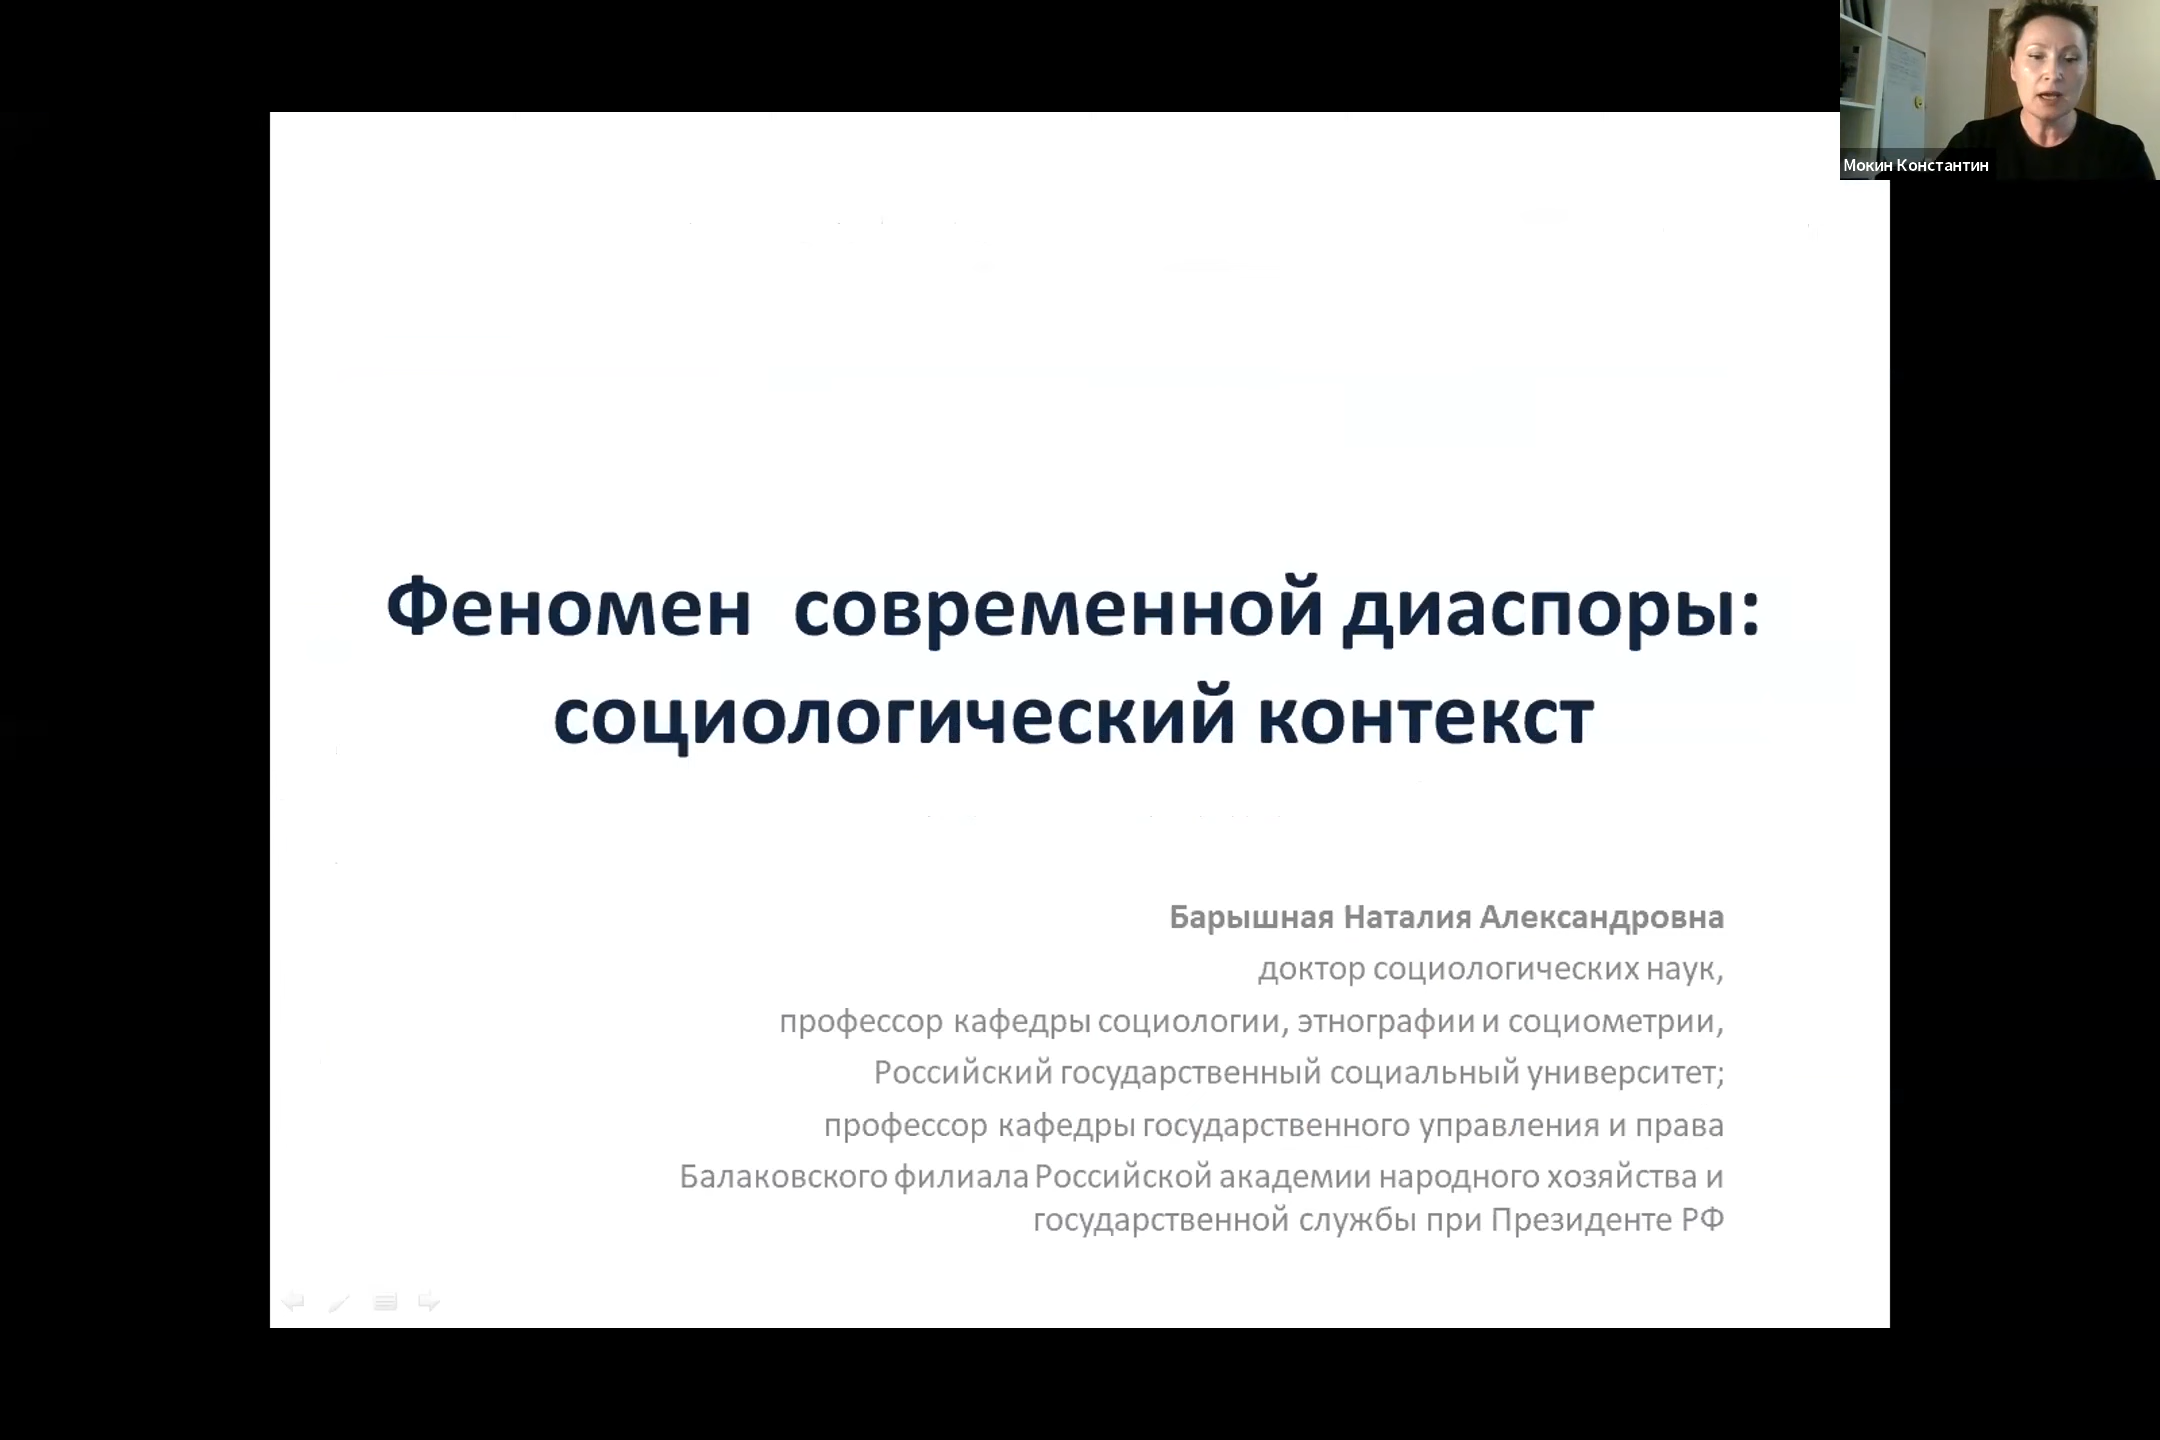 Мокин Константин
Феномен современной диаспоры:
социологический контекст
Барышная Наталия Александровна
доктор социологических наук,
профессор кафедры социологии, этнографии и социометрии,
Российский государственный социальный университет;
профессор кафедры государственного управления и права
Балаковского филиала Российской академии народного хозяйства и
государственной службы при Президенте РФ